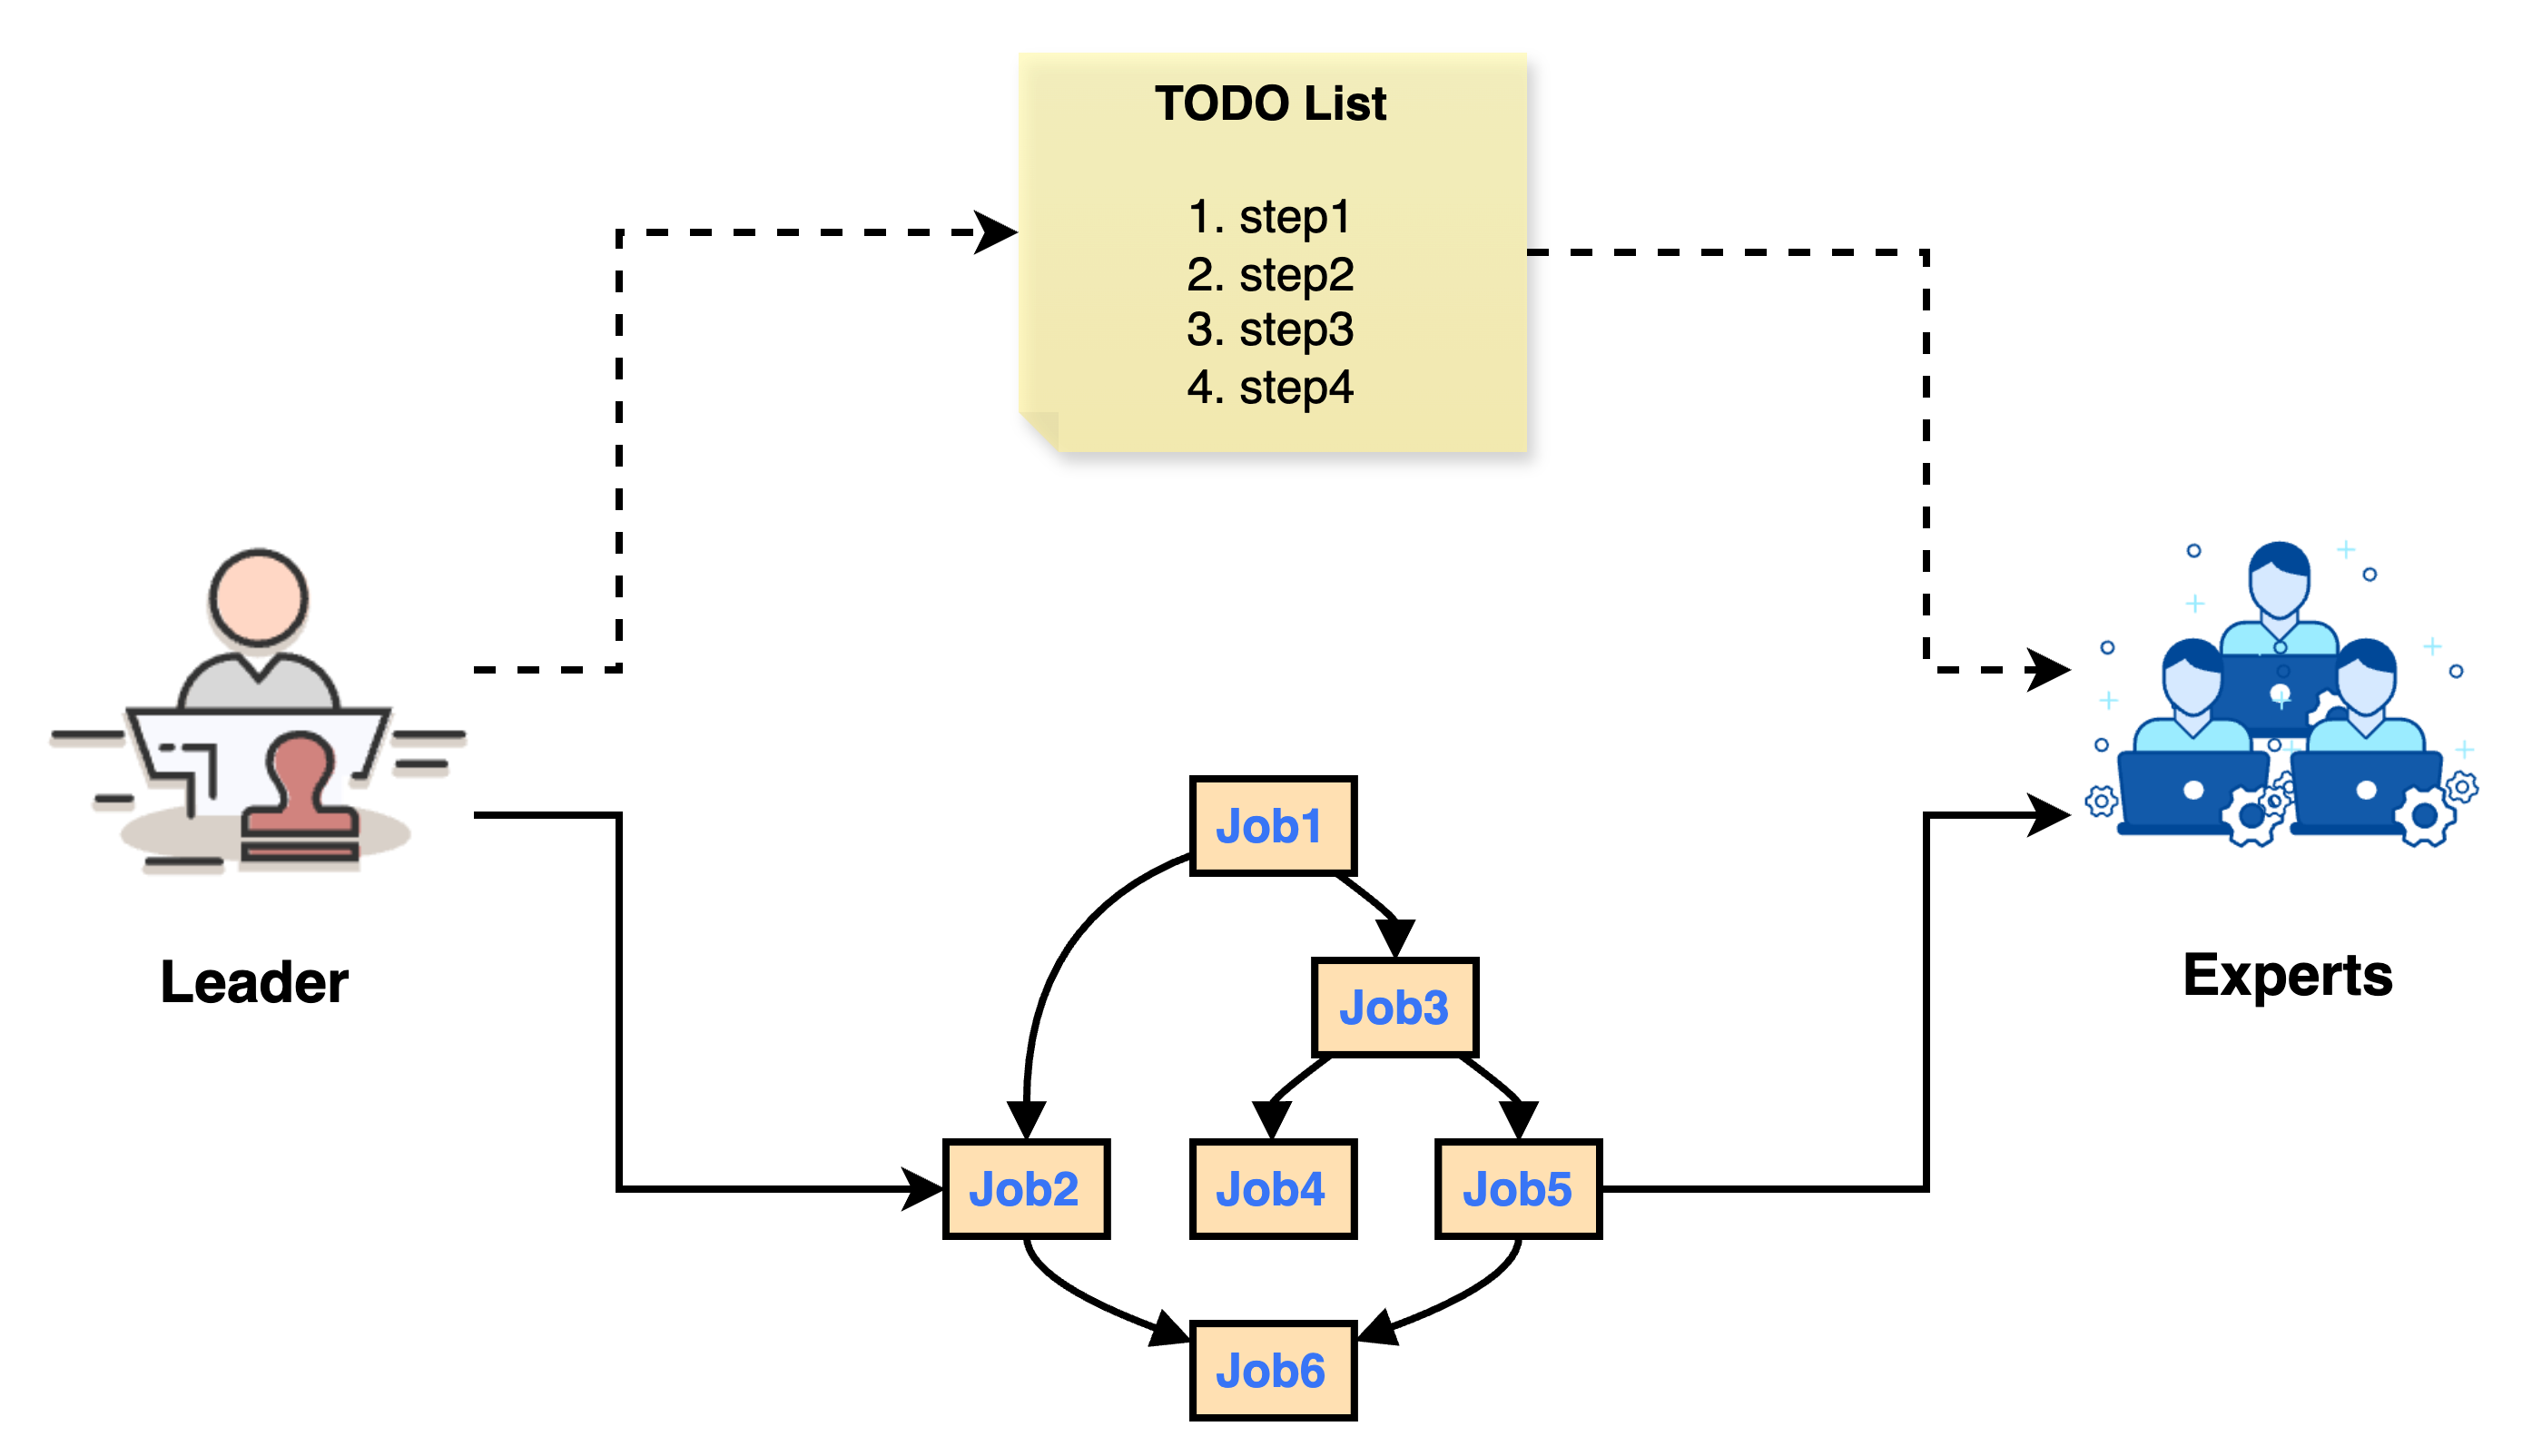 TODO List
1. step1
2. step2
3. step3
4. step4
Leader
Experts
Job1
Job3
Job2
Job4
Job5
Job6